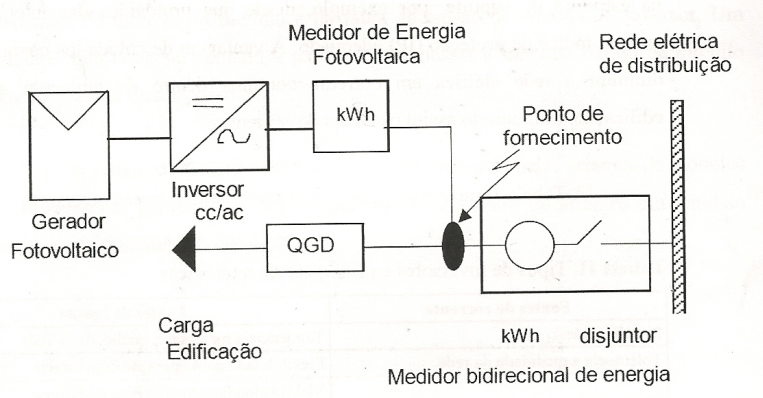 Medidor de Energia
Fotovoltaica
Rede elétrica
de distribuição
kWh
Ponto de
fornecimento
Inversor
cc/ac
Gerador
Fotovoltaico
QGD
Carga
Edificação
kWh disjuntor
Medidor bidirecional de energia